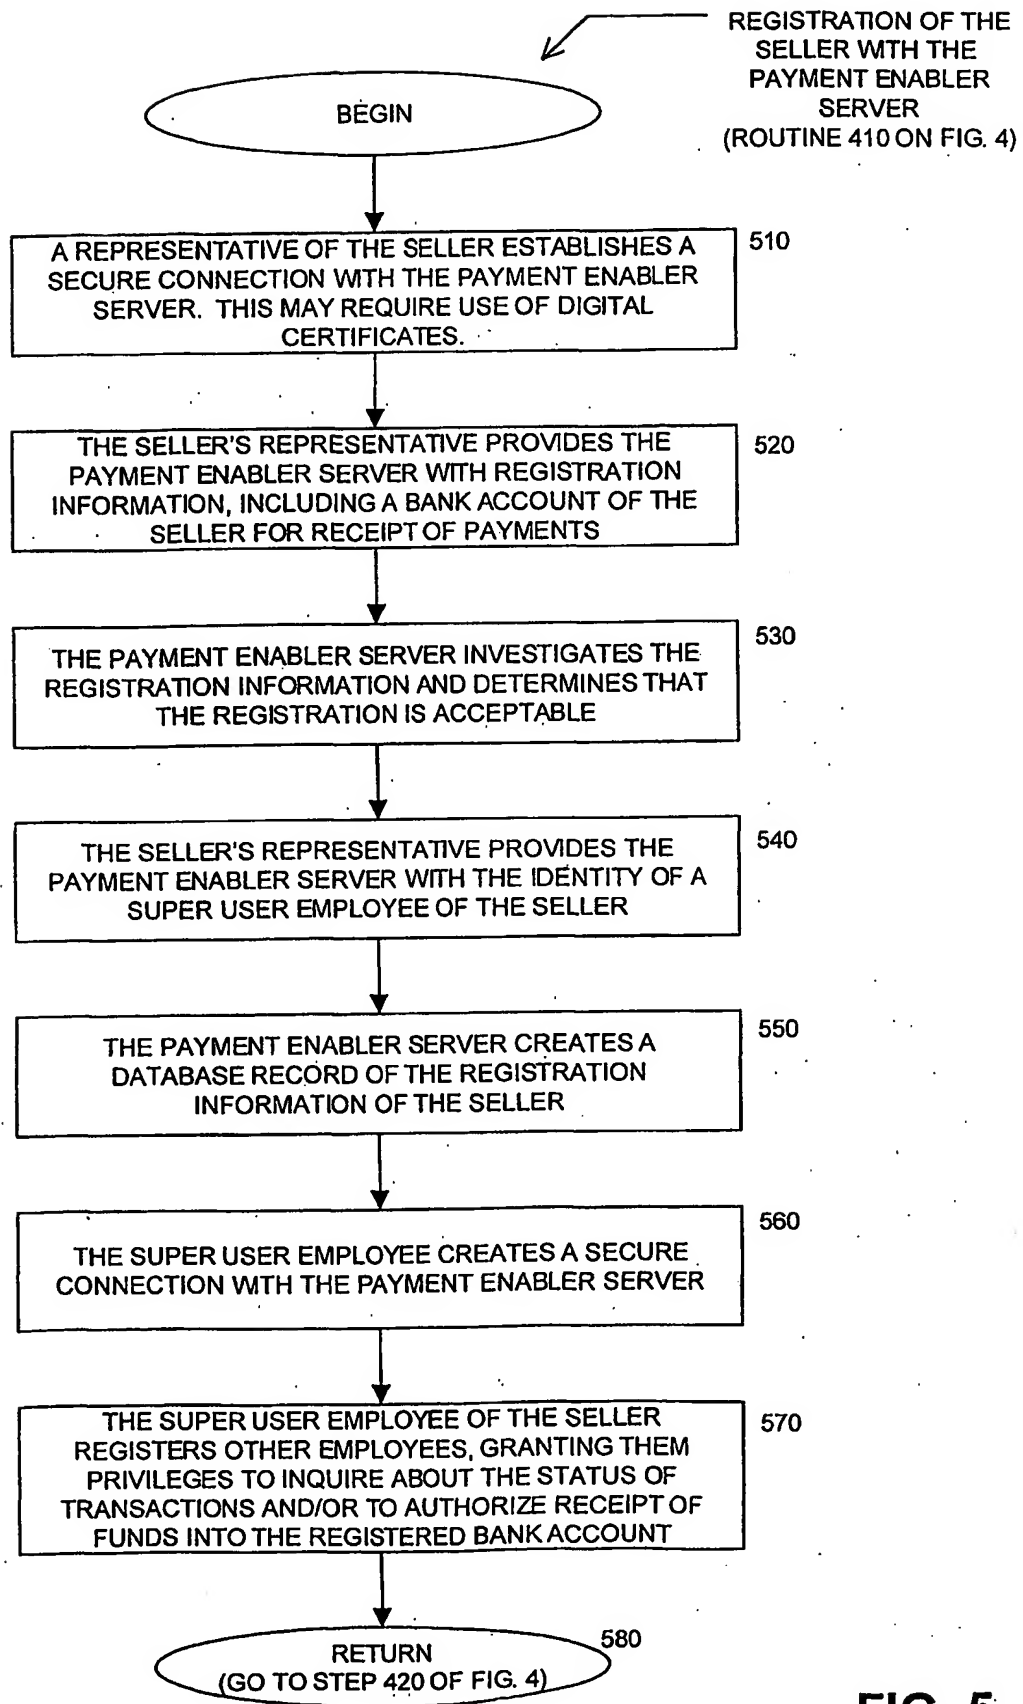 REGISTRATION OF THE
SELLER WITH THE
PAYMENT ENABLER
SERVER
(ROUTINE 410 ON FIG. 4)
BEGIN
510
A REPRESENTATIVE OF THE SELLER ESTABLISHES A
SECURE CONNECTION WITH THE PAYMENT ENABLER
SERVER. THIS MAY REQUIRE USE OF DIGITAL
CERTIFICATES.
520
THE SELLER'S REPRESENTATIVE PROVIDES THE
PAYMENT ENABLER SERVER WITH REGISTRATION
INFORMATION, INCLUDING A BANK ACCOUNT OF THE
SELLER FOR RECEIPT OF PAYMENTS
530
THE PAYMENT ENABLER SERVER INVESTIGATES THE
REGISTRATION INFORMATION AND DETERMINES THAT
THE REGISTRATION IS ACCEPTABLE
540
THE SELLER'S REPRESENTATIVE PROVIDES THE
PAYMENT ENABLER SERVER WITH THE IDENTITY OF A
SUPER USER EMPLOYEE OF THE SELLER
550
THE PAYMENT ENABLER SERVER CREATES A
DATABASE RECORD OF THE REGISTRATION
INFORMATION OF THE SELLER
560
THE SUPER USER EMPLOYEE CREATES A SECURE
CONNECTION WITH THE PAYMENT ENABLER SERVER
570
THE SUPER USER EMPLOYEE OF THE SELLER
REGISTERS OTHER EMPLOYEES, GRANTING THEM
PRIVILEGES TO INQUIRE ABOUT THE STATUS OF
TRANSACTIONS AND/OR TO AUTHORIZE RECEIPT OF
FUNDS INTO THE REGISTERED BANK ACCOUNT
580
RETURN
(GO TO STEP 420 OF FIG. 4)
FIG. 5